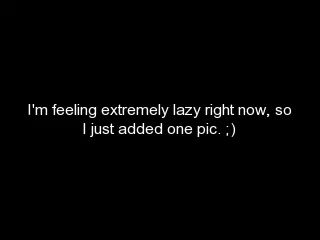 I'm feeling extremely lazy right now, so
I just added one pic. ;)